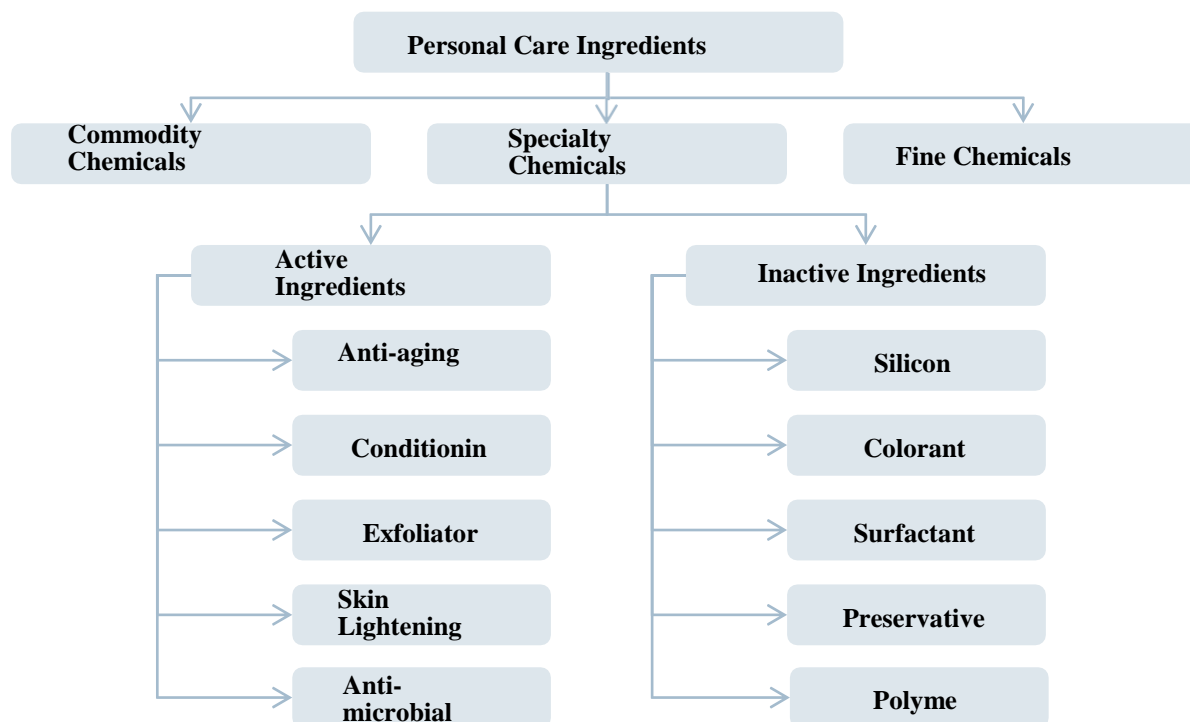 Personal Care Ingredients
Commodity
Chemicals
Specialty
Chemicals
Fine Chemicals
Active
Ingredients
Inactive Ingredients
Anti-aging
Silicon
Conditionin
Colorant
Exfoliator
Surfactant
Skin
Lightening
Preservative
Anti-
microbial
Polyme